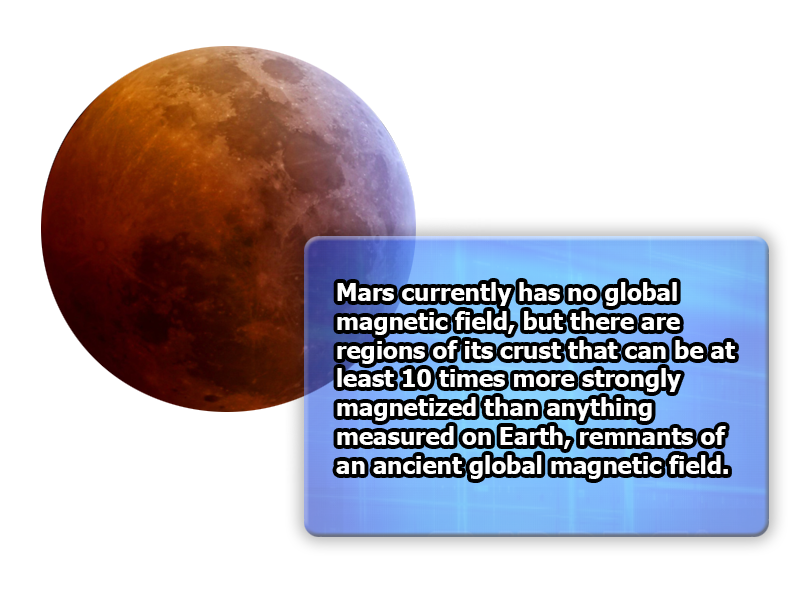 Mars currently has no global
magnetic field, but there are
regions of its crust that can be at
least 10 times more strongly
magnetized than anything
measured on Earth, remnants of
an ancient global magnetic field.